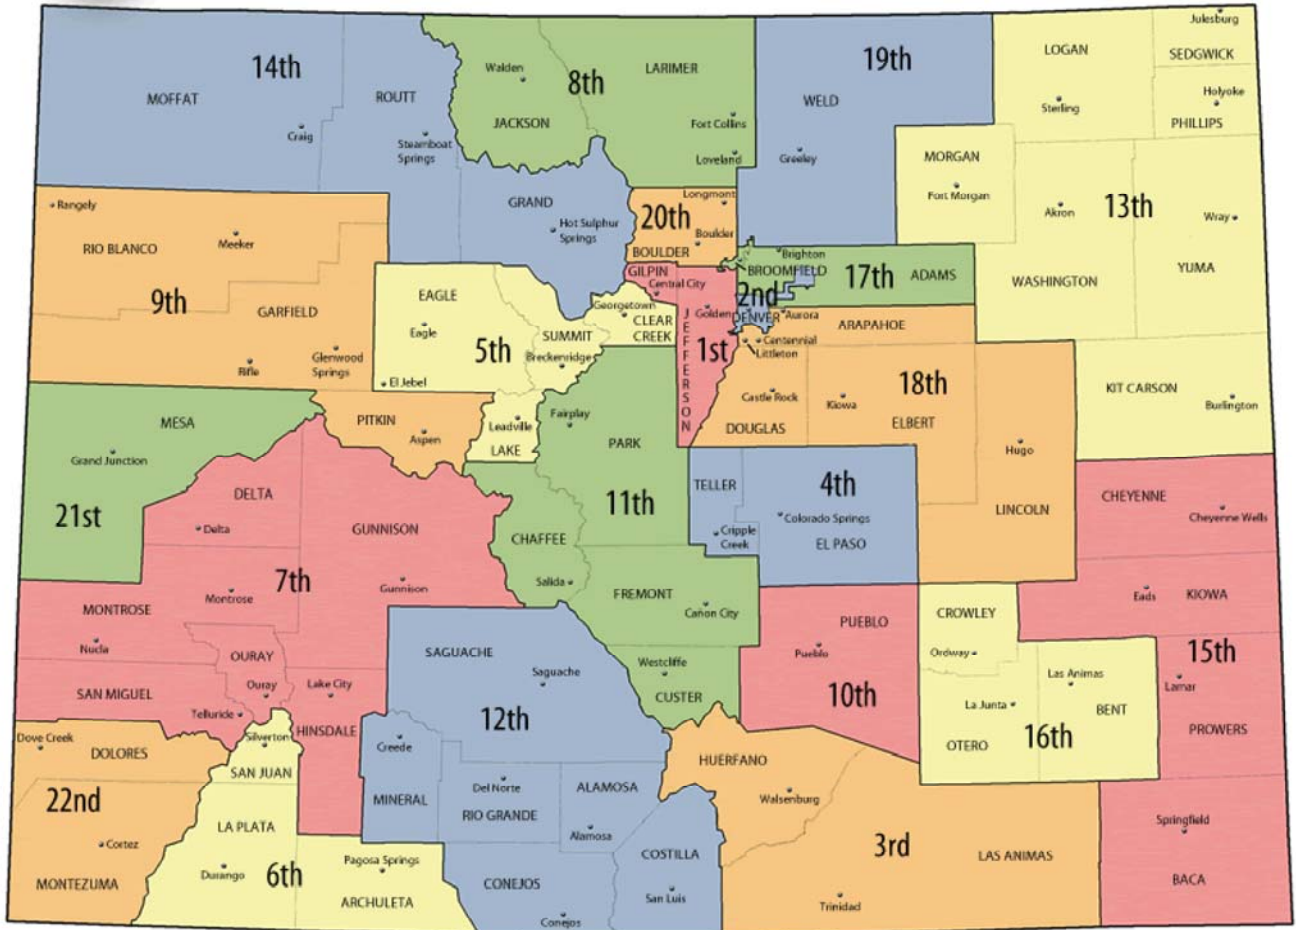 Julesburg
14th
8th
LARIMER
19th
LOGAN
SEDGWICK
Walden
MOFFAT
ROUTT
WELD
Holyoke
Sterling
PHILLIPS
JACKSON
Fort Collins
Craig
Steamboat
Springs
Loveland
Greeley
MORGAN
Fort Morgan
Rangely
GRAND
Longmont
20th
Akron
13th
Wray
Meeker
RIO BLANCO
Hot Sulphur
Springs
Boulder
BOULDER
Brighton
GILPIN
BROOMFIELD
17th
ADAMS
WASHINGTON
YUMA
Central City
9th
EAGLE
2nd
GARFIELD
Georgetown
Golden
DENVER
Aurora
ARAPAHOE
CLEAR
CREEK
Eagle
SUMMIT
5th
Breckenridge
JEFFERSON
1st
Centennial
Littleton
Glenwood
Springs
Rifle
El Jebel
18th
KIT CARSON
Castle Rock
Kiowa
Burlington
PITKIN
Fairplay
MESA
Leadville
Aspen
DOUGLAS
ELBERT
LAKE
PARK
Hugo
Grand Junction
TELLER
4th
DELTA
11th
CHEYENNE
21st
LINCOLN
Colorado Springs
Cheyenne Wells
Delta
GUNNISON
CHAFFEE
Cripple
Creek
EL PASO
7th
Salida
Gunnison
FREMONT
Eads
KIOWA
Montrose
MONTROSE
Cañon City
CROWLEY
PUEBLO
Nucla
SAGUACHE
Pueblo
Ordway
15th
OURAY
Westcliffe
Saguache
Las Animas
Ouray
Lake City
Lamar
SAN MIGUEL
CUSTER
10th
La Junta
BENT
Telluride
12th
HINSDALE
PROWERS
16th
Dove Creek
Silverton
DOLORES
Creede
OTERO
HUERFANO
SAN JUAN
Del Norte
ALAMOSA
22nd
MINERAL
Walsenburg
RIO GRANDE
Springfield
LA PLATA
Alamosa
Cortez
3rd
COSTILLA
LAS ANIMAS
Pagosa Springs
Durango
6th
MONTEZUMA
CONEJOS
BACA
San Luis
ARCHULETA
Trinidad
Conejos